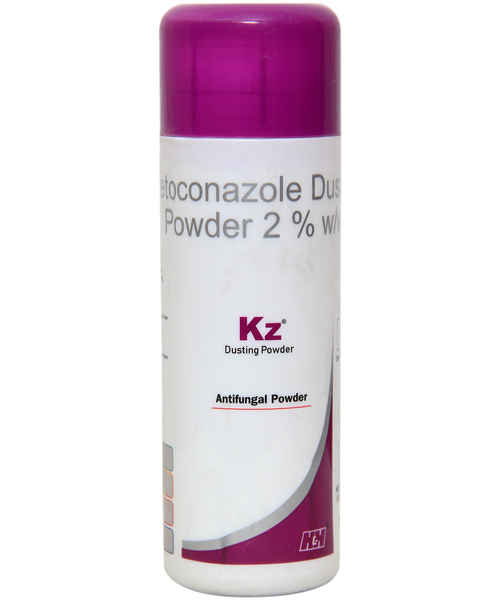 etoconazole Dus
Powder 2 % w/
Kz®
Dusting Powder
Antifungal Powder